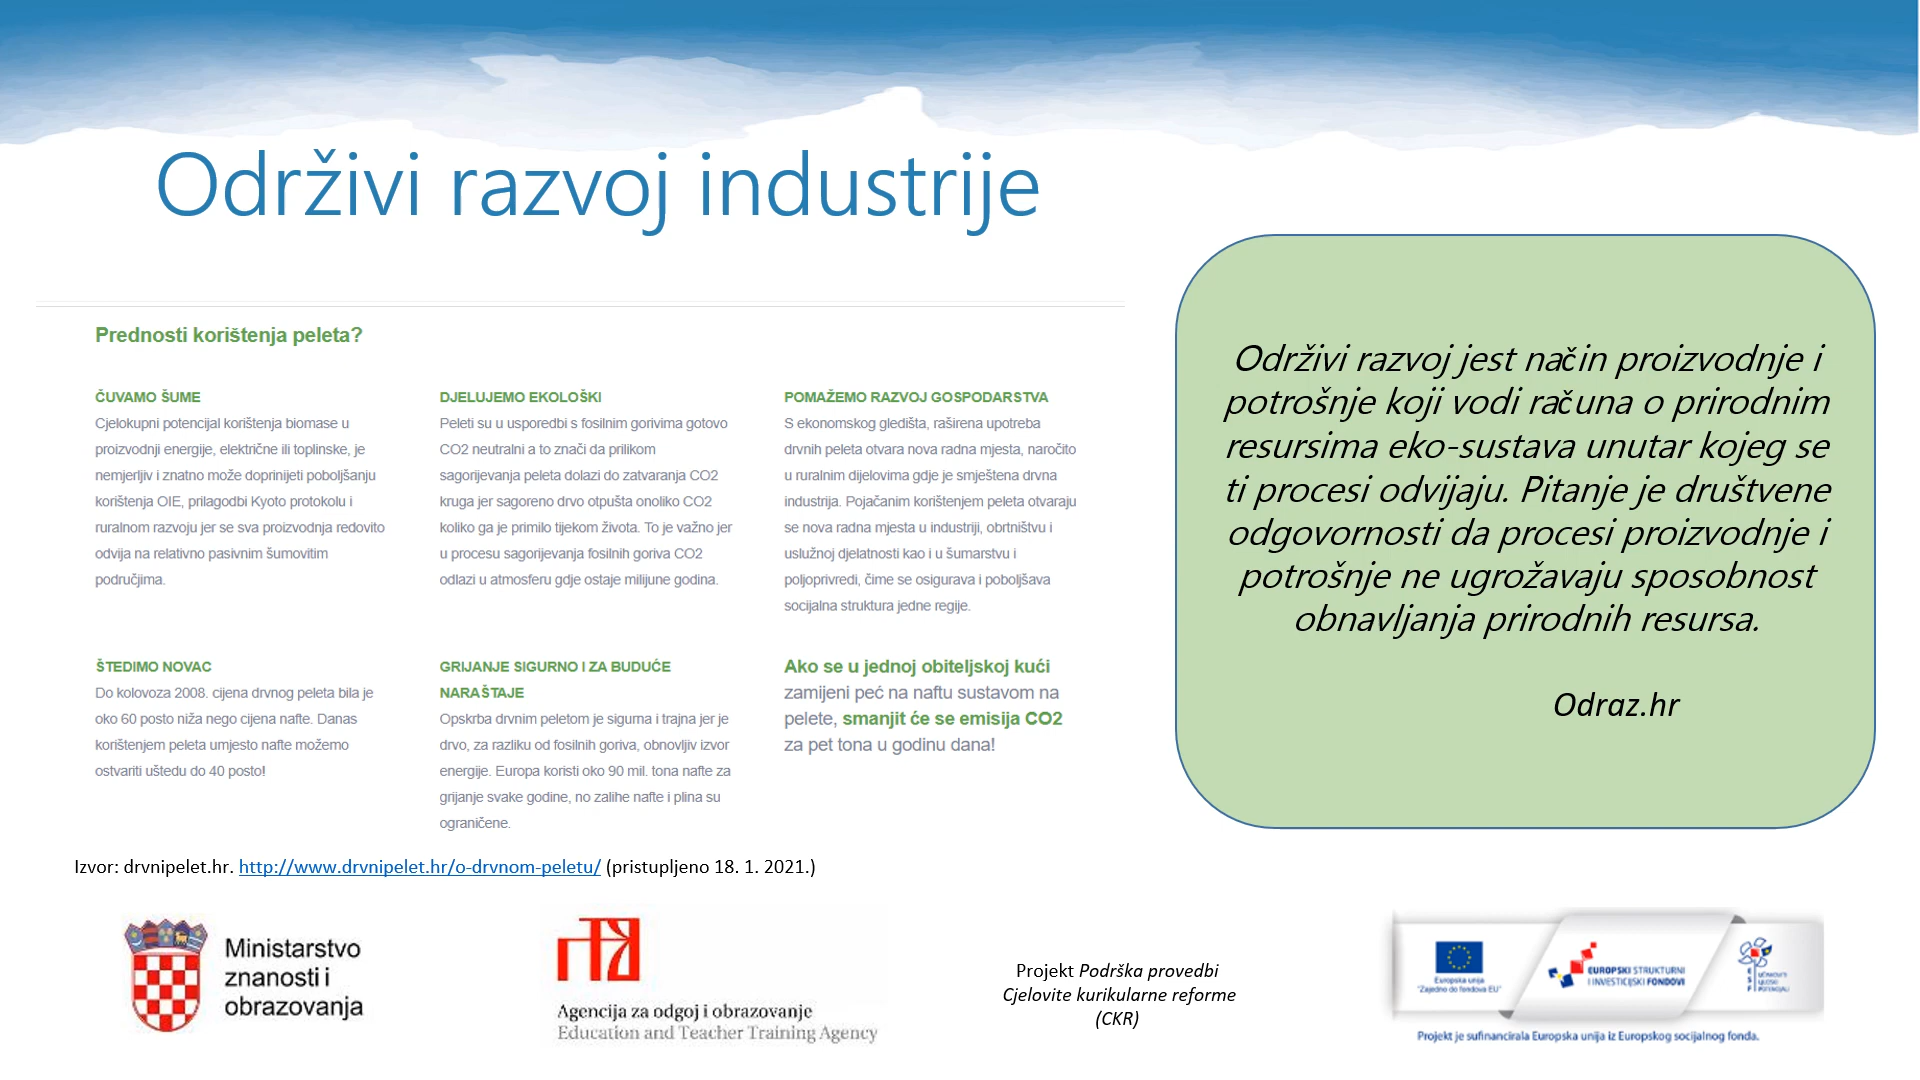 Održivi razvoj industrije
Prednosti korištenja peleta?
ČUVAMO ŠUME
Cjelokupni potencijal korištenja biomase u
proizvodnji energije, električne ili toplinske, je
nemjerljiv i znatno može doprinijeti poboljšanju
korištenja OIE, prilagodbi Kyoto protokolu i
ruralnom razvoju jer se sva proizvodnja redovito
odvija na relativno pasivnim šumovitim
područjima.
DJELUJEMO EKOLOŠKI
Peleti su u usporedbi s fosilnim gorivima gotovo
CO2 neutralni a to znači da prilikom
sagorijevanja peleta dolazi do zatvaranja CO2
kruga jer sagoreno drvo otpušta onoliko CO2
koliko ga je primilo tijekom života. To je važno jer
u procesu sagorijevanja fosilnih goriva CO2
odlazi u atmosferu gdje ostaje milijune godina.
POMAŽEMO RAZVOJ GOSPODARSTVA
S ekonomskog gledišta, raširena upotreba
drvnih peleta otvara nova radna mjesta, naročito
u ruralnim dijelovima gdje je smještena drvna
industrija. Pojačanim korištenjem peleta otvaraju
se nova radna mjesta u industriji, obrtništvu i
uslužnoj djelatnosti kao i u šumarstvu i
poljoprivredi, čime se osigurava i poboljšava
socijalna struktura jedne regije.
ŠTEDIMO NOVAC
Do kolovoza 2008. cijena drvnog peleta bila je
oko 60 posto niža nego cijena nafte. Danas
korištenjem peleta umjesto nafte možemo
ostvariti uštedu do 40 posto!
GRIJANJE SIGURNO I ZA BUDUĆE
NARAŠTAJE
Opskrba drvnim peletom je sigurna i trajna jer je
drvo, za razliku od fosilnih goriva, obnovljiv izvor
energije. Europa koristi oko 90 mil. tona nafte za
grijanje svake godine, no zalihe nafte i plina su
ograničene.
Ako se u jednoj obiteljskoj kući
zamijeni peć na naftu sustavom na
pelete, smanjit će se emisija CO2
za pet tona u godinu dana!
Održivi razvoj jest način proizvodnje i
potrošnje koji vodi računa o prirodnim
resursima eko-sustava unutar kojeg se
ti procesi odvijaju. Pitanje je društvene
odgovornosti da procesi proizvodnje i
potrošnje ne ugrožavaju sposobnost
obnavljanja prirodnih resursa.
Odraz.hr
Izvor: drvnipelet.hr. http://www.drvnipelet.hr/o-drvnom-peletu/ (pristupljeno 18. 1. 2021.)
Ministarstvo
znanosti i
obrazovanja
Agencija za odgoj i obrazovanje
Education and Teacher Training Agency
Projekt Podrška provedbi
Cjelovite kurikularne reforme
(CKR)
Europska unija
"Zajedno do fondova EU"
EUROPSKI STRUKTURNI
I INVESTICIJSKI FONDOVI
ESF
UČINKOVITI
LJUDSKI
POTENCIJALI
Projekt je sufinancirala Europska unija iz Europskog socijalnog fonda.